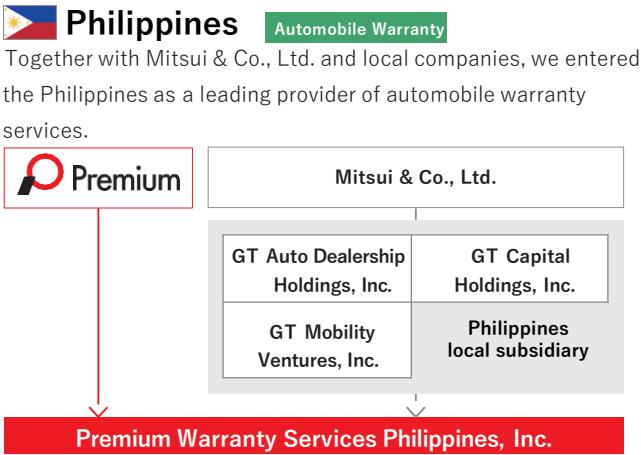 Philippines
Automobile Warranty
Together with Mitsui & Co., Ltd. and local companies, we entered
the Philippines as a leading provider of automobile warranty
services.
Premium
Mitsui & Co., Ltd.
GT Auto Dealership
Holdings, Inc.
GT Capital
Holdings, Inc.
GT Mobility
Ventures, Inc.
Philippines
local subsidiary
Premium Warranty Services Philippines, Inc.